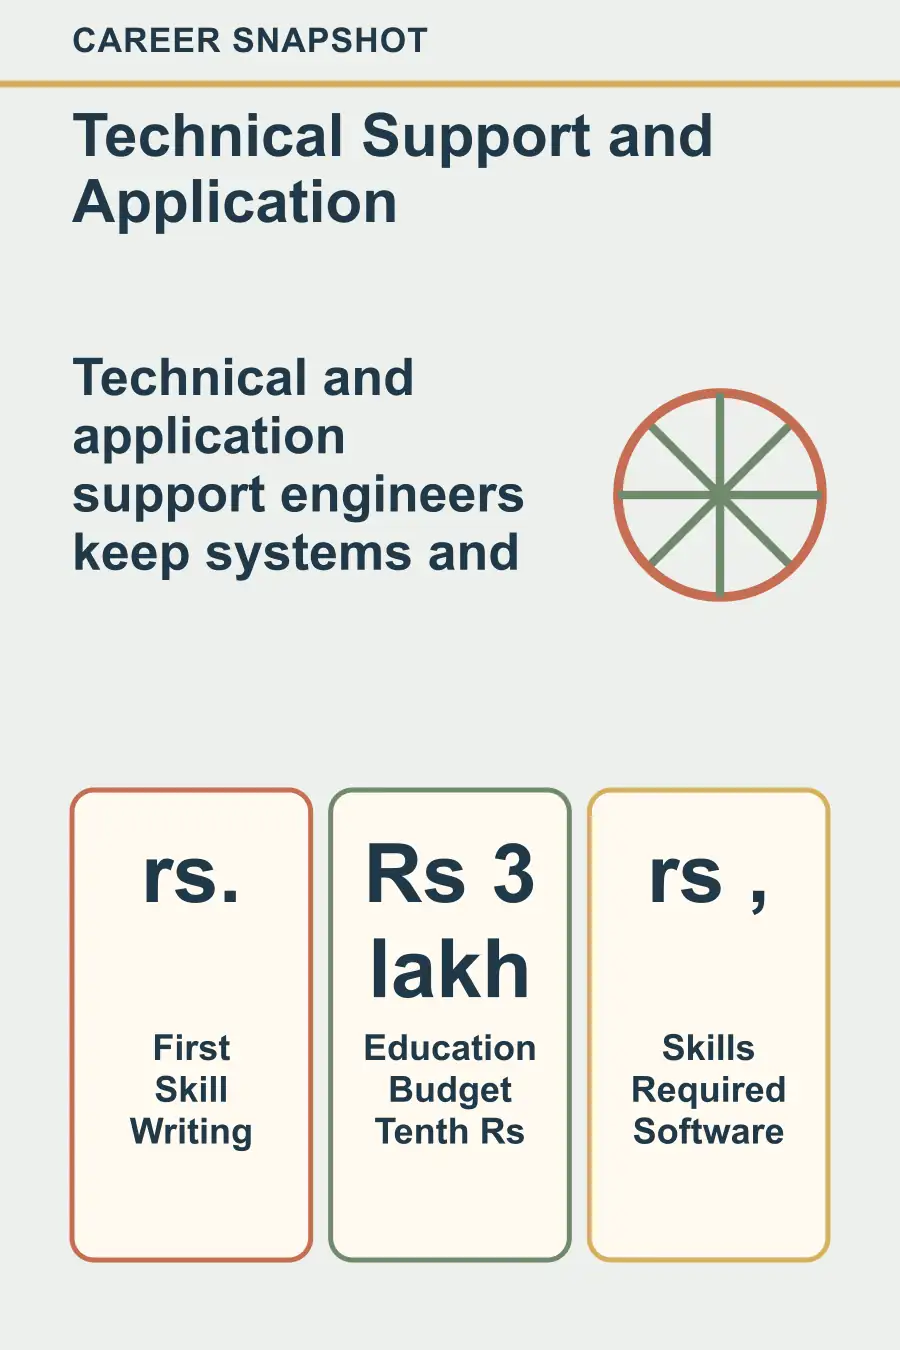 CAREER SNAPSHOT
Technical Support and
Application
Technical and
application
support engineers
keep systems and
rs.
First
Skill
Writing
Rs 3
lakh
Education
Budget
Tenth Rs
rs ,
Skills
Required
Software